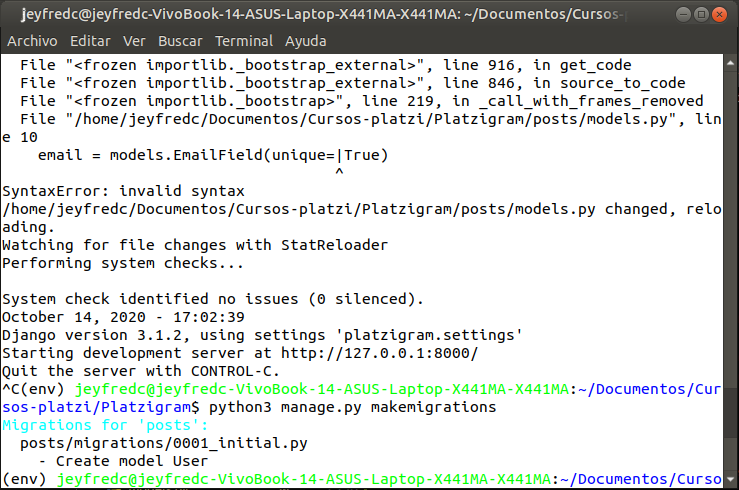 jeyfredc@jeyfredc-VivoBook-14-ASUS-Laptop-X441MA-X441MA: ~/Documentos/Cursos-
Archivo Editar Ver Buscar Terminal Ayuda
File "<frozen importlib._bootstrap_external>", line 916, in get_code
File "<frozen importlib._bootstrap_external>", line 846, in source_to_code
File "<frozen importlib._bootstrap>", line 219, in _call_with_frames_removed
File "/home/jeyfredc/Documentos/Cursos-platzi/Platzigram/posts/models.py", lin
e 10
email = models.EmailField(unique=|True)
^
SyntaxError: invalid syntax
/home/jeyfredc/Documentos/Cursos-platzi/Platzigram/posts/models.py changed, relo
ading.
Watching for file changes with StatReloader
Performing system checks...
System check identified no issues (0 silenced).
October 14, 2020 - 17:02:39
Django version 3.1.2, using settings 'platzigram.settings'
Starting development server at http://127.0.0.1:8000/
Quit the server with CONTROL-C.
^C(env) jeyfredc@jeyfredc-VivoBook-14-ASUS-Laptop-X441MA-X441MA:~/Documentos/Cur
sos-platzi/Platzigram$ python3 manage.py makemigrations
Migrations for 'posts':
posts/migrations/0001_initial.py
- Create model User
(env) jeyfredc@jeyfredc-VivoBook-14-ASUS-Laptop-X441MA-X441MA:~/Documentos/Curso